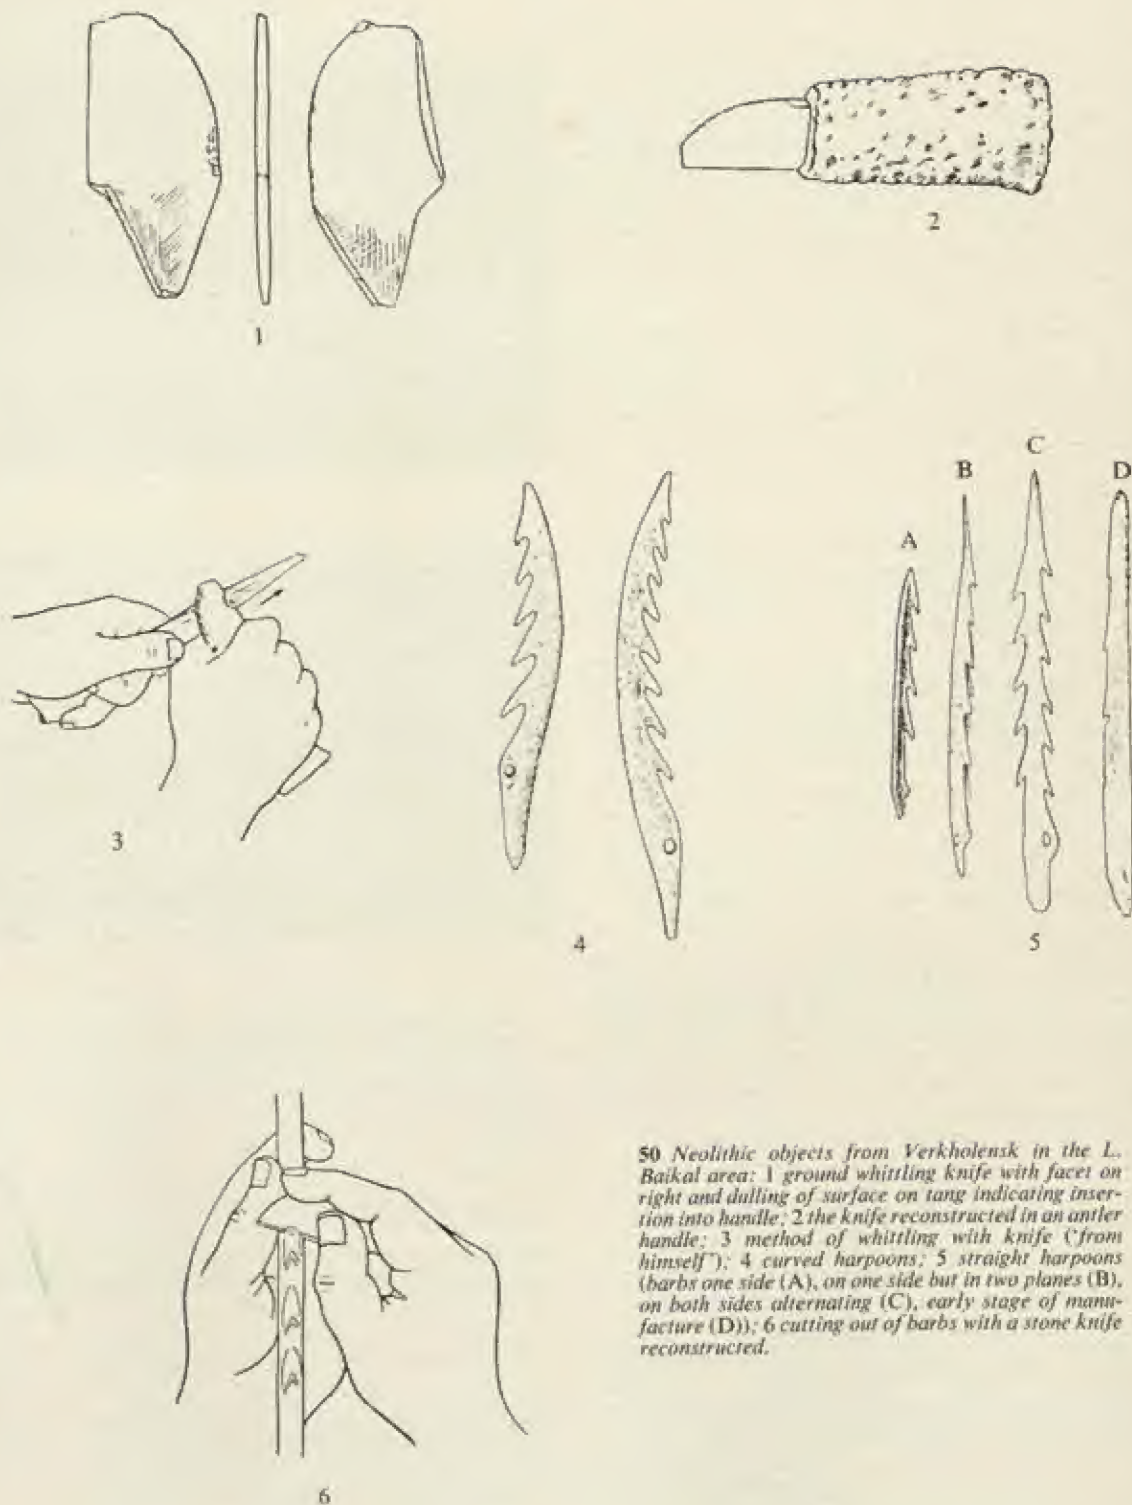 1
2
C
B
D
A
3
4
5
50 Neolithic objects from Verkholensk in the L.
Baikal area: 1 ground whittling knife with facet on
right and dulling of surface on tang indicating inser-
tion into handle; 2 the knife reconstructed in an antler
handle; 3 method of whittling with knife ('from
himself'); 4 curved harpoons; 5 straight harpoons
(barbs one side (A), on one side but in two planes (B),
on both sides alternating (C), early stage of manu-
facture (D)); 6 cutting out of barbs with a stone knife
reconstructed.
6